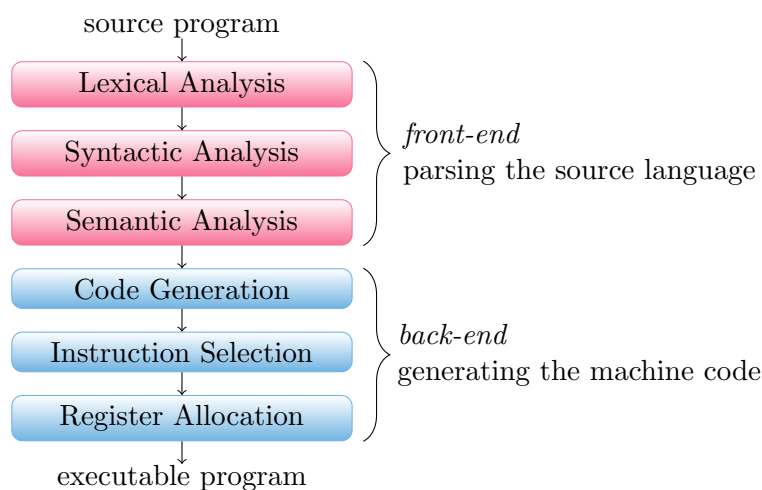 source program
Lexical Analysis
Syntactic Analysis
Semantic Analysis
front-end
parsing the source language
Code Generation
Instruction Selection
Register Allocation
back-end
generating the machine code
executable program